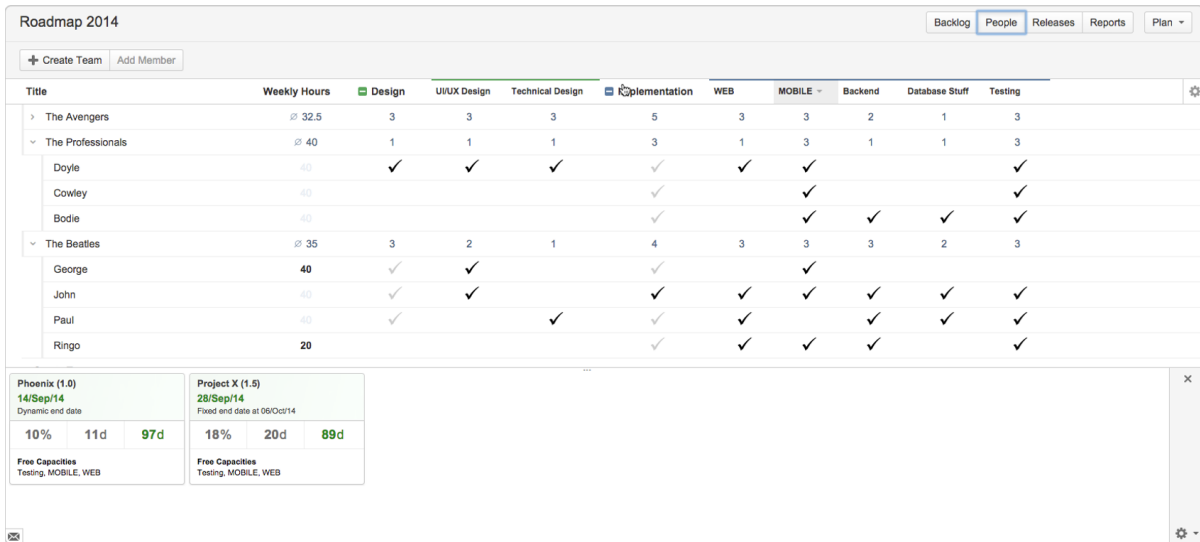 Roadmap 2014
Backlog People Releases Reports Plan
Create Team Add Member
Title Weekly Hours Design UI/UX Design Technical Design WEB MOBILE Backend Database Stuff Testing
The Avengers ∅ 32.5 3 3 3 5 3 3 2 1 3
The Professionals ∅ 40 1 1 1 3 1 3 1 1 3
Doyle 40
Cowley 40
Bodie 40
The Beatles ∅ 35 3 2 1 4 3 3 3 2 3
George 40
John 40
Paul 40
Ringo 20
Phoenix (1.0)
14/Sep/14
Dynamic end date
10% 11d 97d
Free Capacities
Testing, MOBILE, WEB
Project X (1.5)
28/Sep/14
Fixed end date at 06/Oct/14
18% 20d 89d
Free Capacities
Testing, MOBILE, WEB